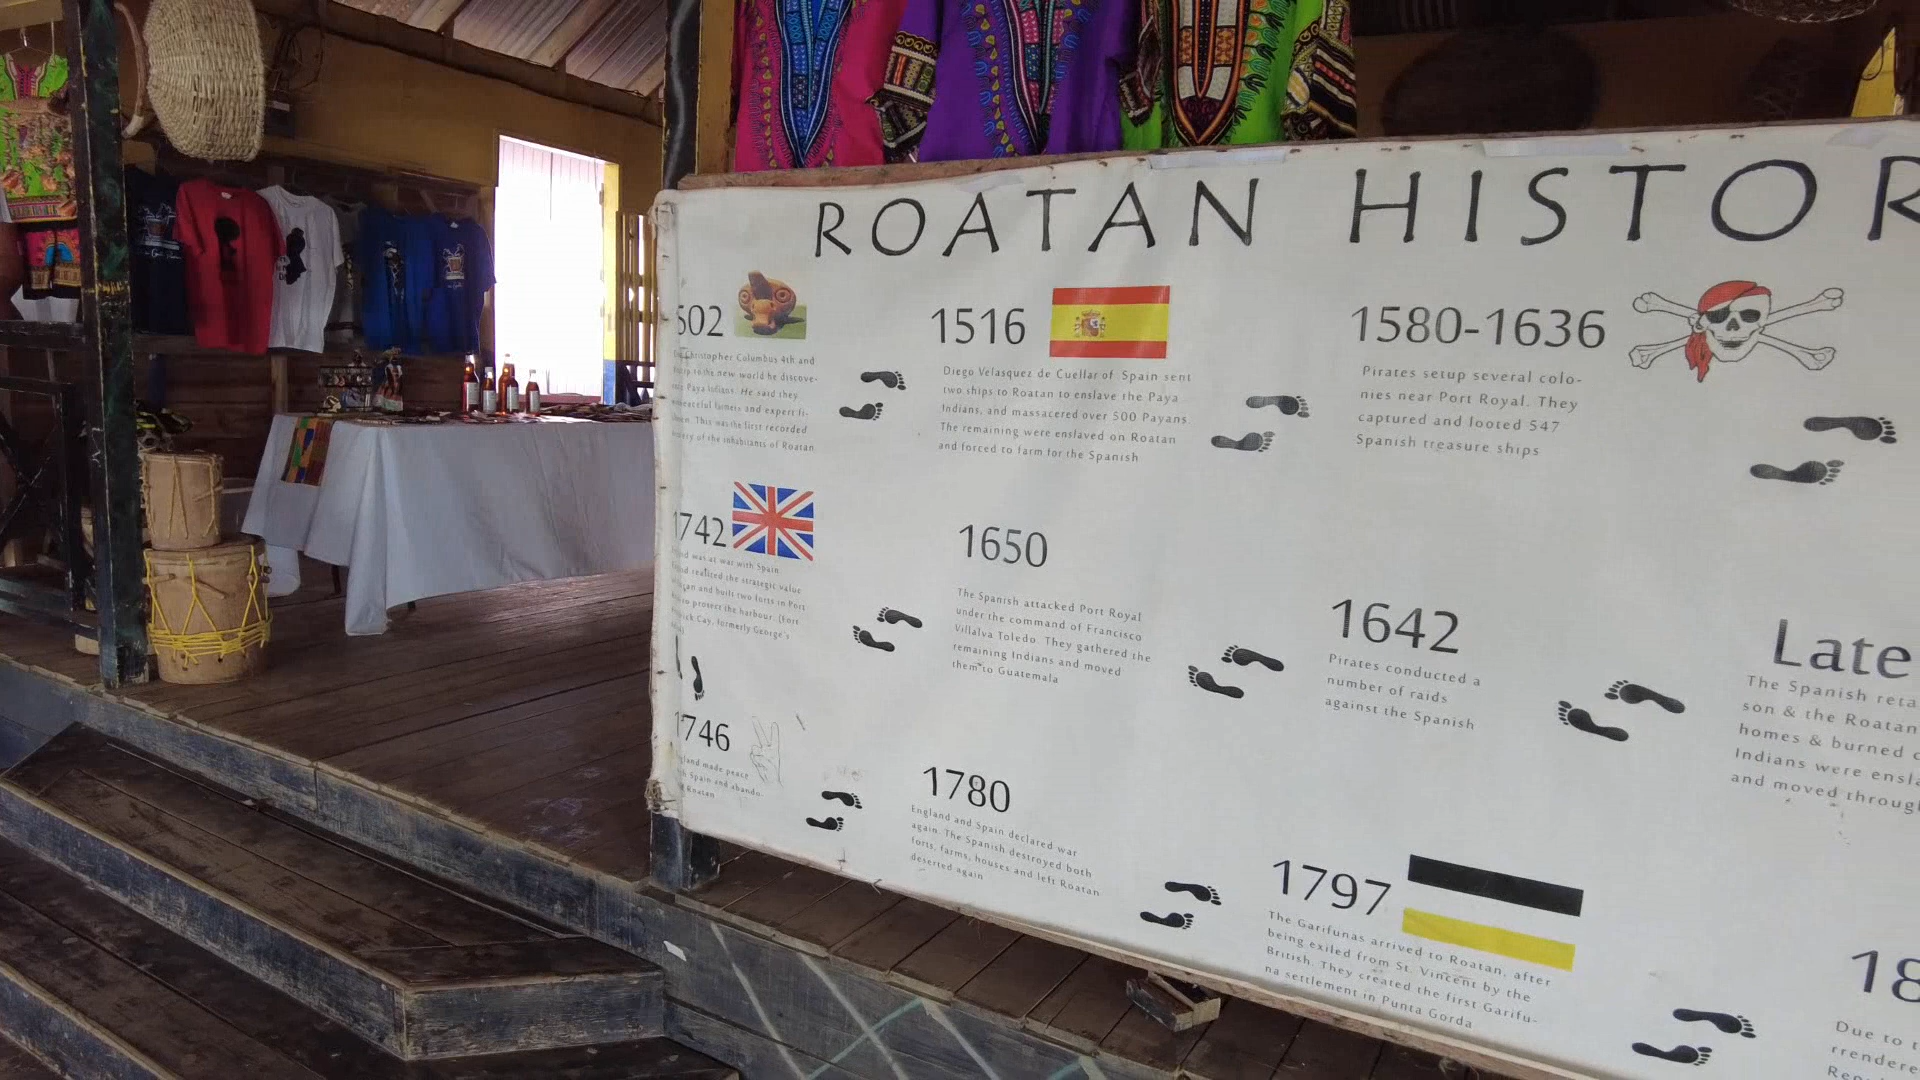 ROATAN HISTOR
502
Christopher Columbus 4th and
to the new world he discove-
Paya Indians. He said they
peaceful famers and expert fi-
This was the first recorded
of the inhabitants of Roatan
1516
Diego Velasquez de Cuellar of Spain sent
two ships to Roatan to enslave the Paya
Indians, and massacered over 500 Payans.
The remaining were enslaved on Roatan
and forced to farm for the Spanish
1580-1636
Pirates setup several colo-
nies near Port Royal. They
captured and looted 547
Spanish treasure ships
1742
was at war with Spain
realized the strategic value
and built two forts in Port
to protect the harbour. (Fort
Cay, formerly George's
1650
The Spanish attacked Port Royal
under the command of Francisco
Villalva Toledo. They gathered the
remaining Indians and moved
them to Guatemala
1642
Pirates conducted a
number of raids
against the Spanish
Late
The Spanish reta
son & the Roatan
homes & burned c
Indians were ensla
and moved through
1746
land made peace
Spain and abando-
Roatan
1780
England and Spain declared war
again. The Spanish destroyed both
forts, farms, houses and left Roatan
deserted again
1797
The Garifunas arrived to Roatan, after
being exiled from St. Vincent by the
British. They created the first Garifu-
na settlement in Punta Gorda
18
Due to t
rrendere
Rep